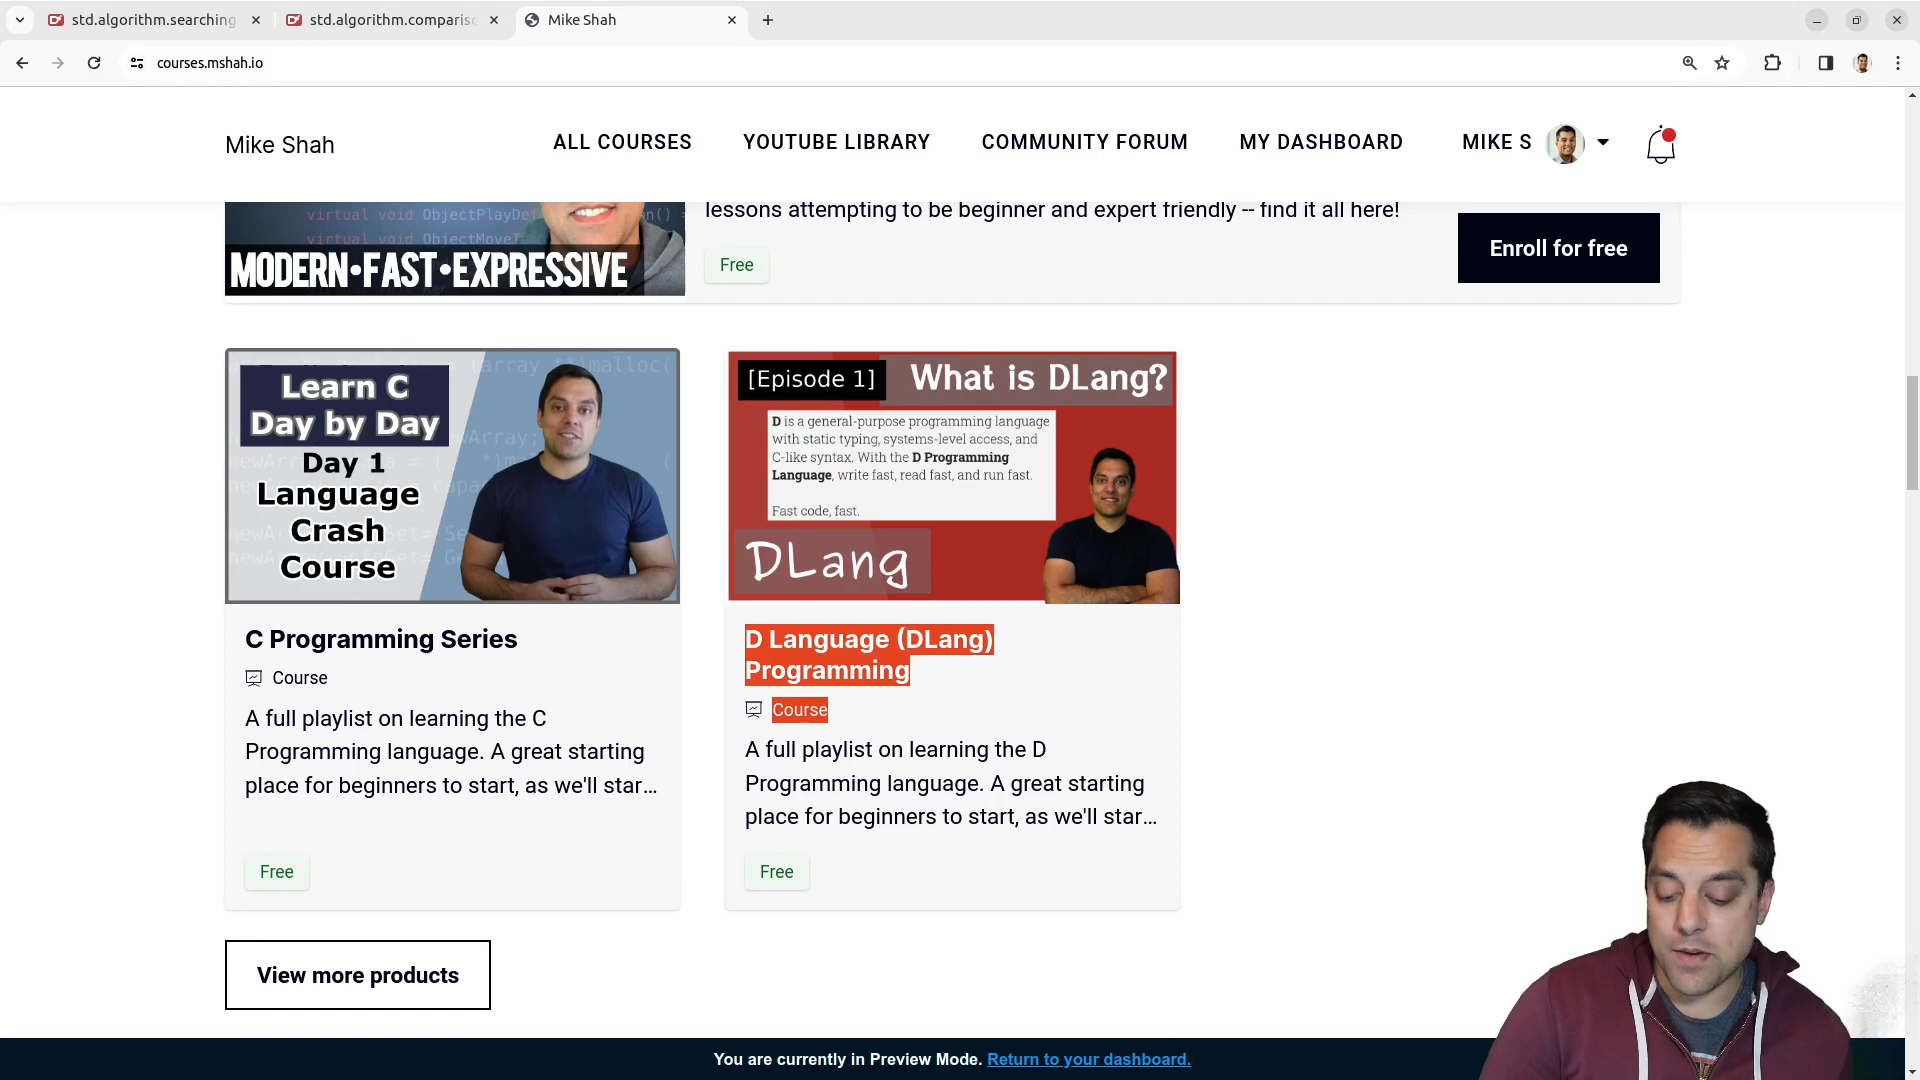 std.algorithm.searching
std.algorithm.comparis
Mike Shah
courses.mshah.io
Mike Shah
ALL COURSES
YOUTUBE LIBRARY
COMMUNITY FORUM
MY DASHBOARD
MIKE S
virtual void ObjectPlayDe
virtual void ObjectMove
MODERN•FAST•EXPRESSIVE
lessons attempting to be beginner and expert friendly -- find it all here!
Free
Enroll for free
Learn C
Day by Day
Day 1
Language
Crash
Course
[Episode 1]
What is DLang?
D is a general-purpose programming language
with static typing, systems-level access, and
C-like syntax. With the D Programming
Language, write fast, read fast, and run fast.
Fast code, fast.
DLang
C Programming Series
Course
A full playlist on learning the C
Programming language. A great starting
place for beginners to start, as we'll star...
Free
D Language (DLang)
Programming
Course
A full playlist on learning the D
Programming language. A great starting
place for beginners to start, as we'll star...
Free
View more products
You are currently in Preview Mode. Return to your dashboard.